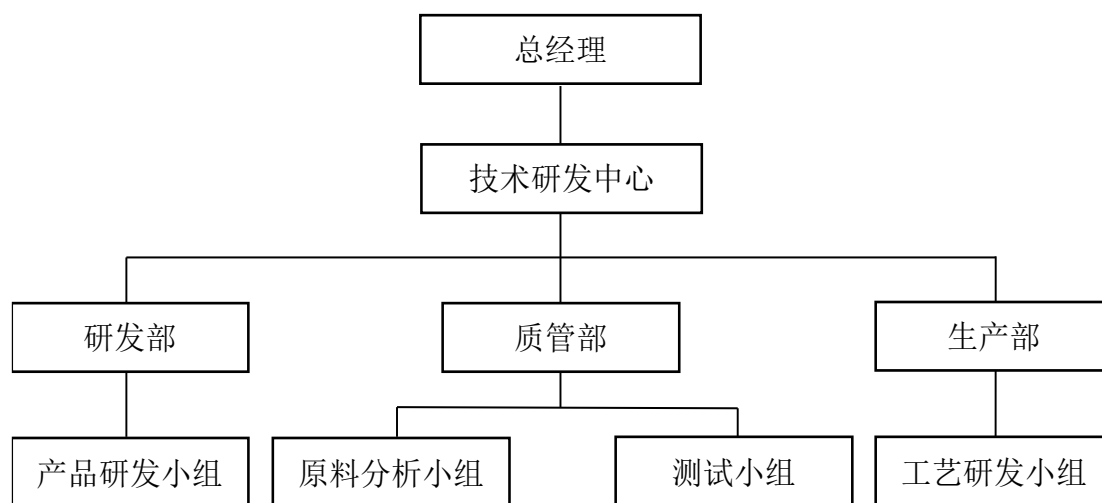 总经理
技术研发中心
研发部
质管部
生产部
产品研发小组
原料分析小组
测试小组
工艺研发小组